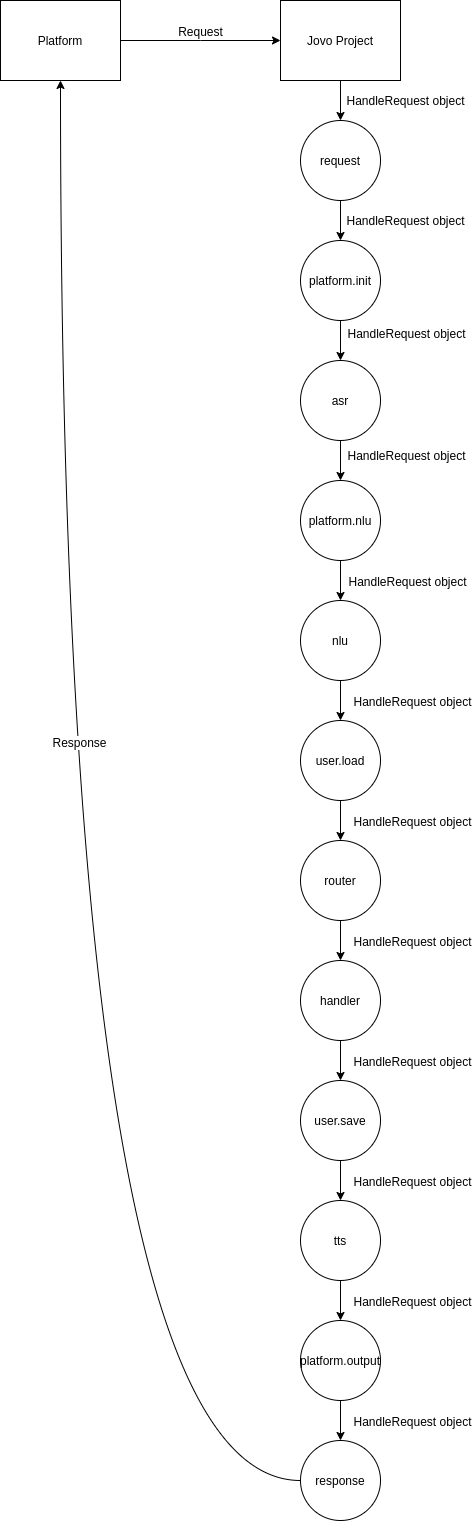 Platform
Request
Jovo Project
HandleRequest object
request
HandleRequest object
platform.init
HandleRequest object
asr
HandleRequest object
platform.nlu
HandleRequest object
nlu
HandleRequest object
user.load
HandleRequest object
router
HandleRequest object
handler
HandleRequest object
user.save
HandleRequest object
tts
HandleRequest object
platform.output
HandleRequest object
response
Response